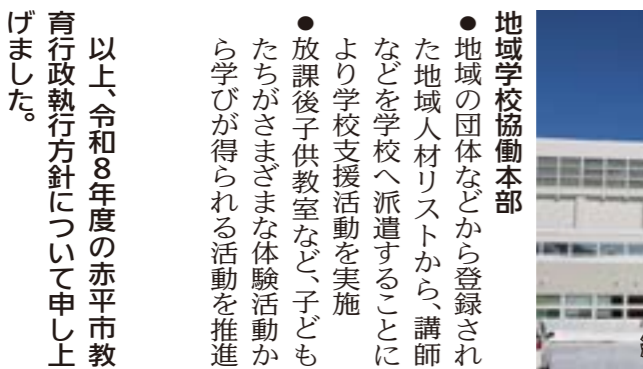 地域学校協働本部
●地域の団体などから登録され
た地域人材リストから、講師
などを学校へ派遣することに
より学校支援活動を実施
●放課後子供教室など、子ども
たちがさまざまな体験活動か
ら学びが得られる活動を推進
以上、令和８年度の赤平市教
育行政執行方針について申し上
げました。